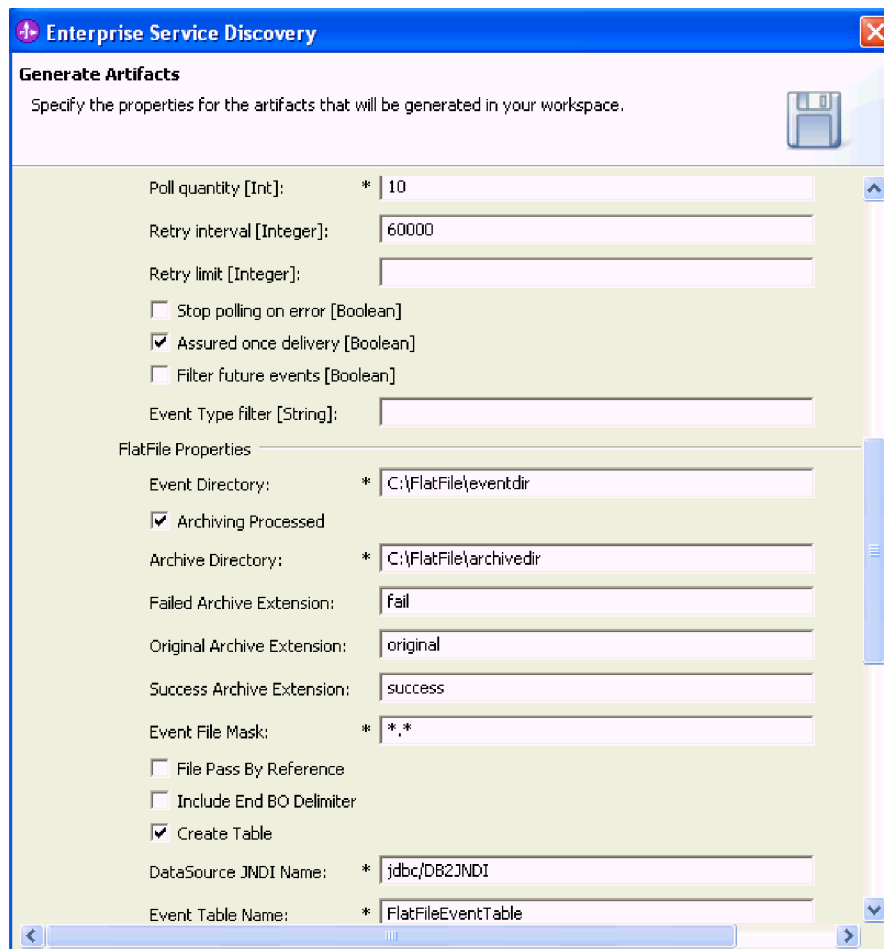 Enterprise Service Discovery
Generate Artifacts
Specify the properties for the artifacts that will be generated in your workspace.
Poll quantity [Int]: * 10
Retry interval [Integer]: 60000
Retry limit [Integer]:
Stop polling on error [Boolean]
Assured once delivery [Boolean]
Filter future events [Boolean]
Event Type filter [String]:
FlatFile Properties
Event Directory: * C:\FlatFile\eventdir
Archiving Processed
Archive Directory: * C:\FlatFile\archivedir
Failed Archive Extension: fail
Original Archive Extension: original
Success Archive Extension: success
Event File Mask: * *.*
File Pass By Reference
Include End BO Delimiter
Create Table
DataSource JNDI Name: * jdbc/DB2JNDI
Event Table Name: * FlatFileEventTable